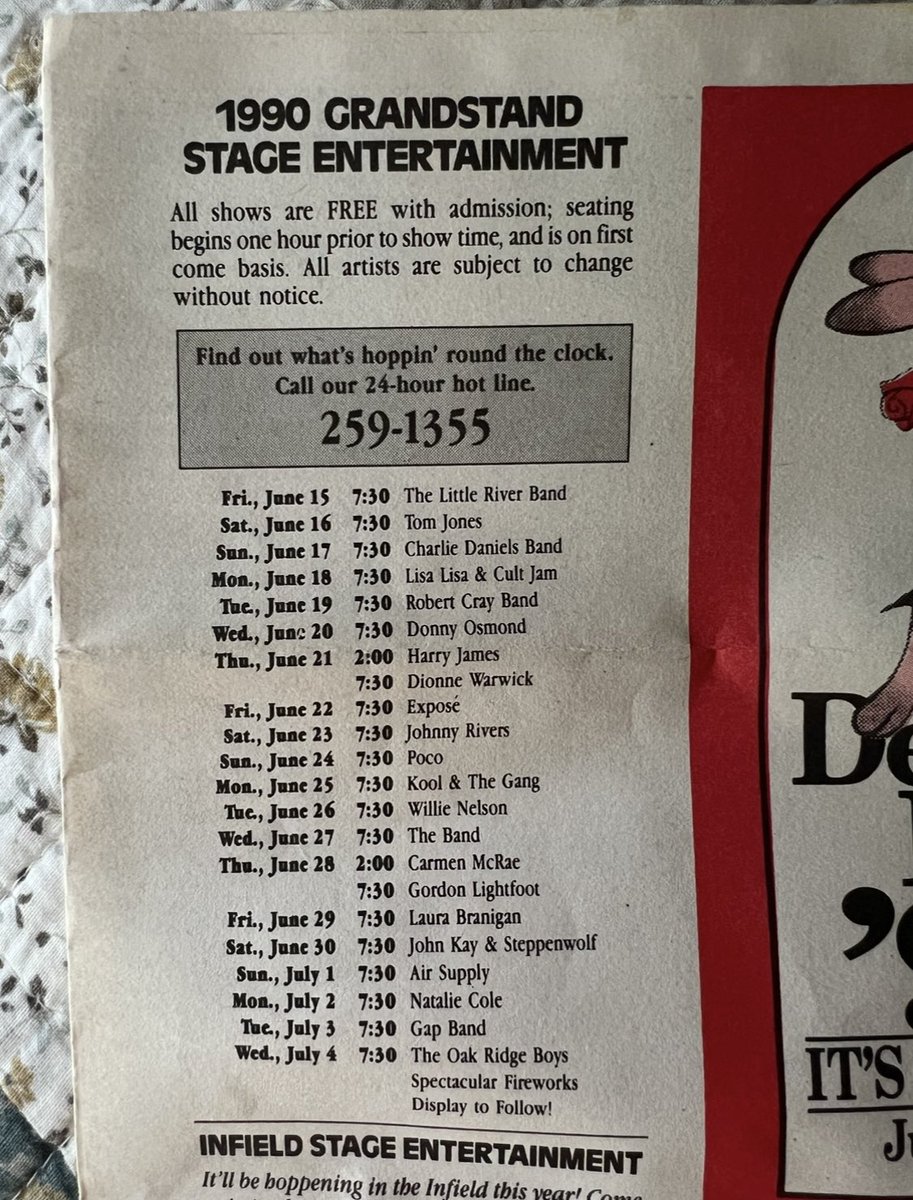 1990 GRANDSTAND
STAGE ENTERTAINMENT
All shows are FREE with admission; seating
begins one hour prior to show time, and is on first
come basis. All artists are subject to change
without notice.
Find out what's hoppin' round the clock.
Call our 24-hour hot line.
259-1355
Fri., June 15 7:30 The Little River Band
Sat., June 16 7:30 Tom Jones
Sun., June 17 7:30 Charlie Daniels Band
Mon., June 18 7:30 Lisa Lisa & Cult Jam
Tue., June 19 7:30 Robert Cray Band
Wed., June 20 7:30 Donny Osmond
Thu., June 21 2:00 Harry James
7:30 Dionne Warwick
Fri., June 22 7:30 Exposé
Sat., June 23 7:30 Johnny Rivers
Sun., June 24 7:30 Poco
Mon., June 25 7:30 Kool & The Gang
Tue., June 26 7:30 Willie Nelson
Wed., June 27 7:30 The Band
Thu., June 28 2:00 Carmen McRae
7:30 Gordon Lightfoot
Fri., June 29 7:30 Laura Branigan
Sat., June 30 7:30 John Kay & Steppenwolf
Sun., July 1 7:30 Air Supply
Mon., July 2 7:30 Natalie Cole
Tue., July 3 7:30 Gap Band
Wed., July 4 7:30 The Oak Ridge Boys
Spectacular Fireworks
Display to Follow!
INFIELD STAGE ENTERTAINMENT
It'll be hoppening in the Infield this year! Come
De
IT'S